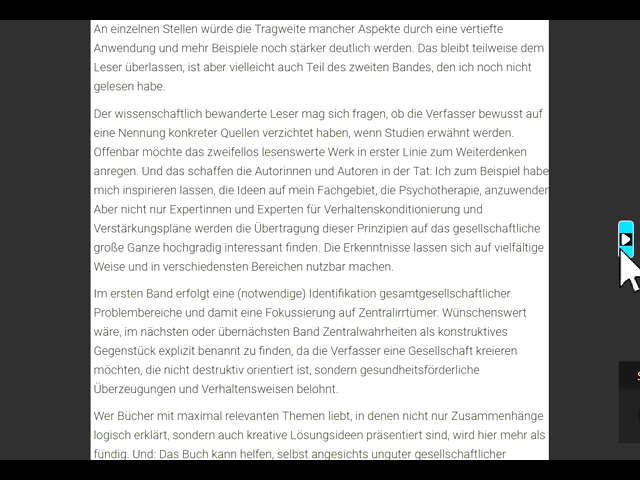 An einzelnen Stellen würde die Tragweite mancher Aspekte durch eine vertiefte
Anwendung und mehr Beispiele noch stärker deutlich werden. Das bleibt teilweise dem
Leser überlassen, ist aber vielleicht auch Teil des zweiten Bandes, den ich noch nicht
gelesen habe.
Der wissenschaftlich bewanderte Leser mag sich fragen, ob die Verfasser bewusst auf
eine Nennung konkreter Quellen verzichtet haben, wenn Studien erwähnt werden.
Offenbar möchte das zweifellos lesenswerte Werk in erster Linie zum Weiterdenken
anregen. Und das schaffen die Autorinnen und Autoren in der Tat: Ich zum Beispiel habe
mich inspirieren lassen, die Ideen auf mein Fachgebiet, die Psychotherapie, anzuwenden
Aber nicht nur Expertinnen und Experten für Verhaltenskonditionierung und
Verstärkungspläne werden die Übertragung dieser Prinzipien auf das gesellschaftliche
große Ganze hochgradig interessant finden. Die Erkenntnisse lassen sich auf vielfältige
Weise und in verschiedensten Bereichen nutzbar machen.
Im ersten Band erfolgt eine (notwendige) Identifikation gesamtgesellschaftlicher
Problembereiche und damit eine Fokussierung auf Zentralirrtümer. Wünschenswert
wäre, im nächsten oder übernächsten Band Zentralwahrheiten als konstruktives
Gegenstück explizit benannt zu finden, da die Verfasser eine Gesellschaft kreieren
möchten, die nicht destruktiv orientiert ist, sondern gesundheitsförderliche
Überzeugungen und Verhaltensweisen belohnt.
Wer Bücher mit maximal relevanten Themen liebt, in denen nicht nur Zusammenhänge
logisch erklärt, sondern auch kreative Lösungsideen präsentiert sind, wird hier mehr als
fündig. Und: Das Buch kann helfen, selbst angesichts unguter gesellschaftlicher